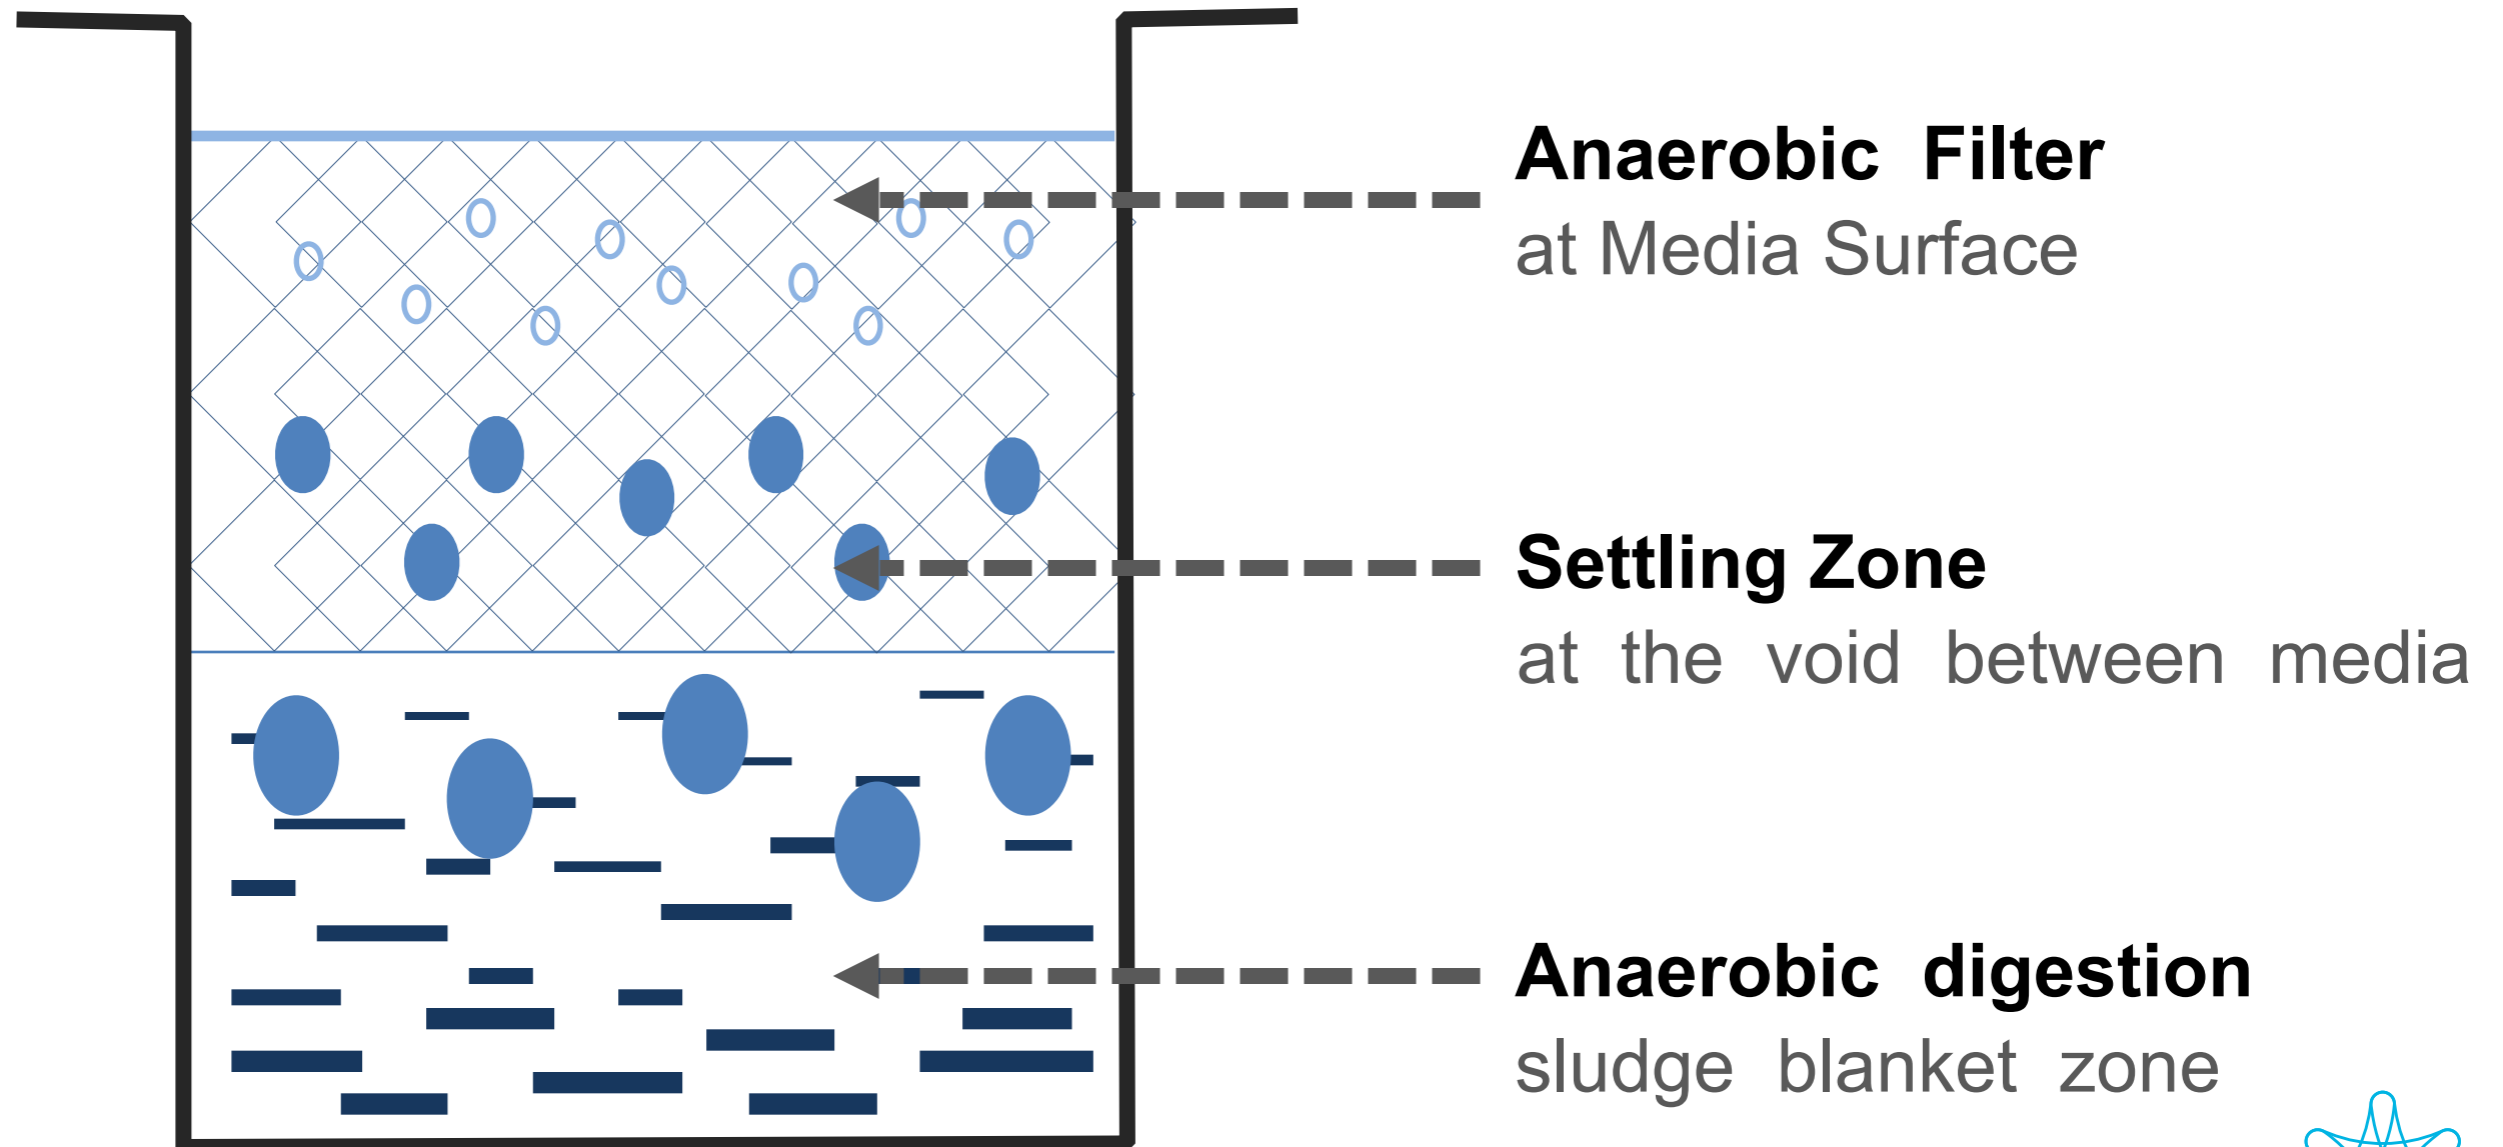 Anaerobic Filter
at Media Surface
Settling Zone
at the void between media
Anaerobic digestion
sludge blanket zone